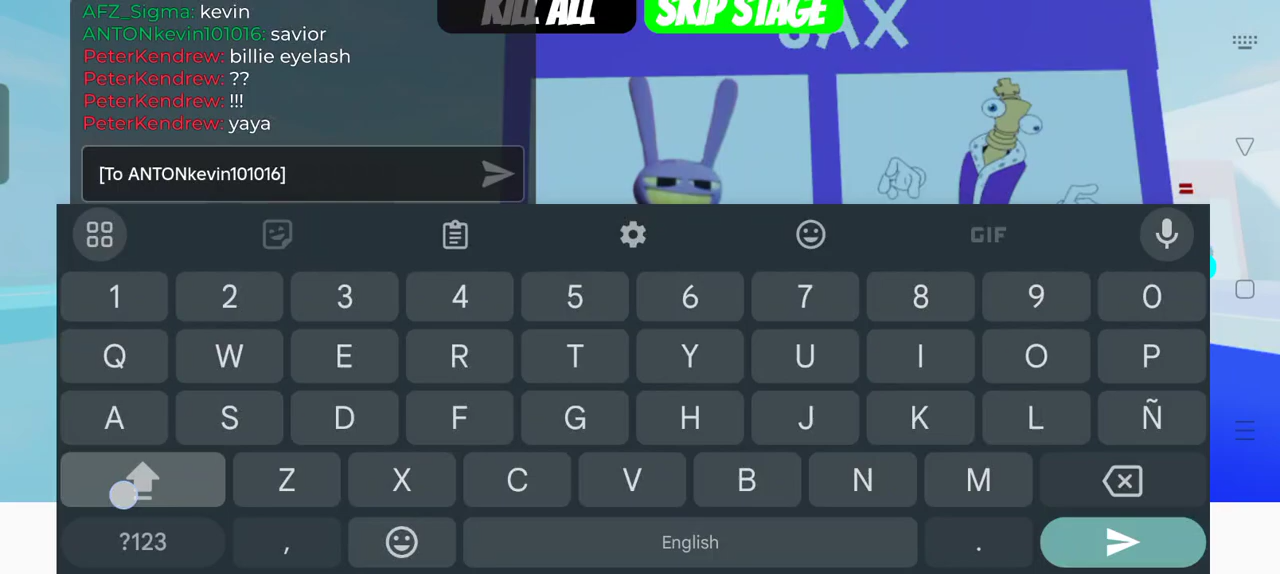 AFZ_Sigma: kevin
KILL ALL
SKIP STAGE
ANTONkevin101016: savior
JAX
PeterKendrew: billie eyelash
PeterKendrew: ??
PeterKendrew: !!!
PeterKendrew: yaya
[To ANTONkevin101016]
GIF
1 2 3 4 5 6 7 8 9 0
Q W E R T Y U I O P
A S D F G H J K L Ñ
Z X C V B N M
?123 , English .